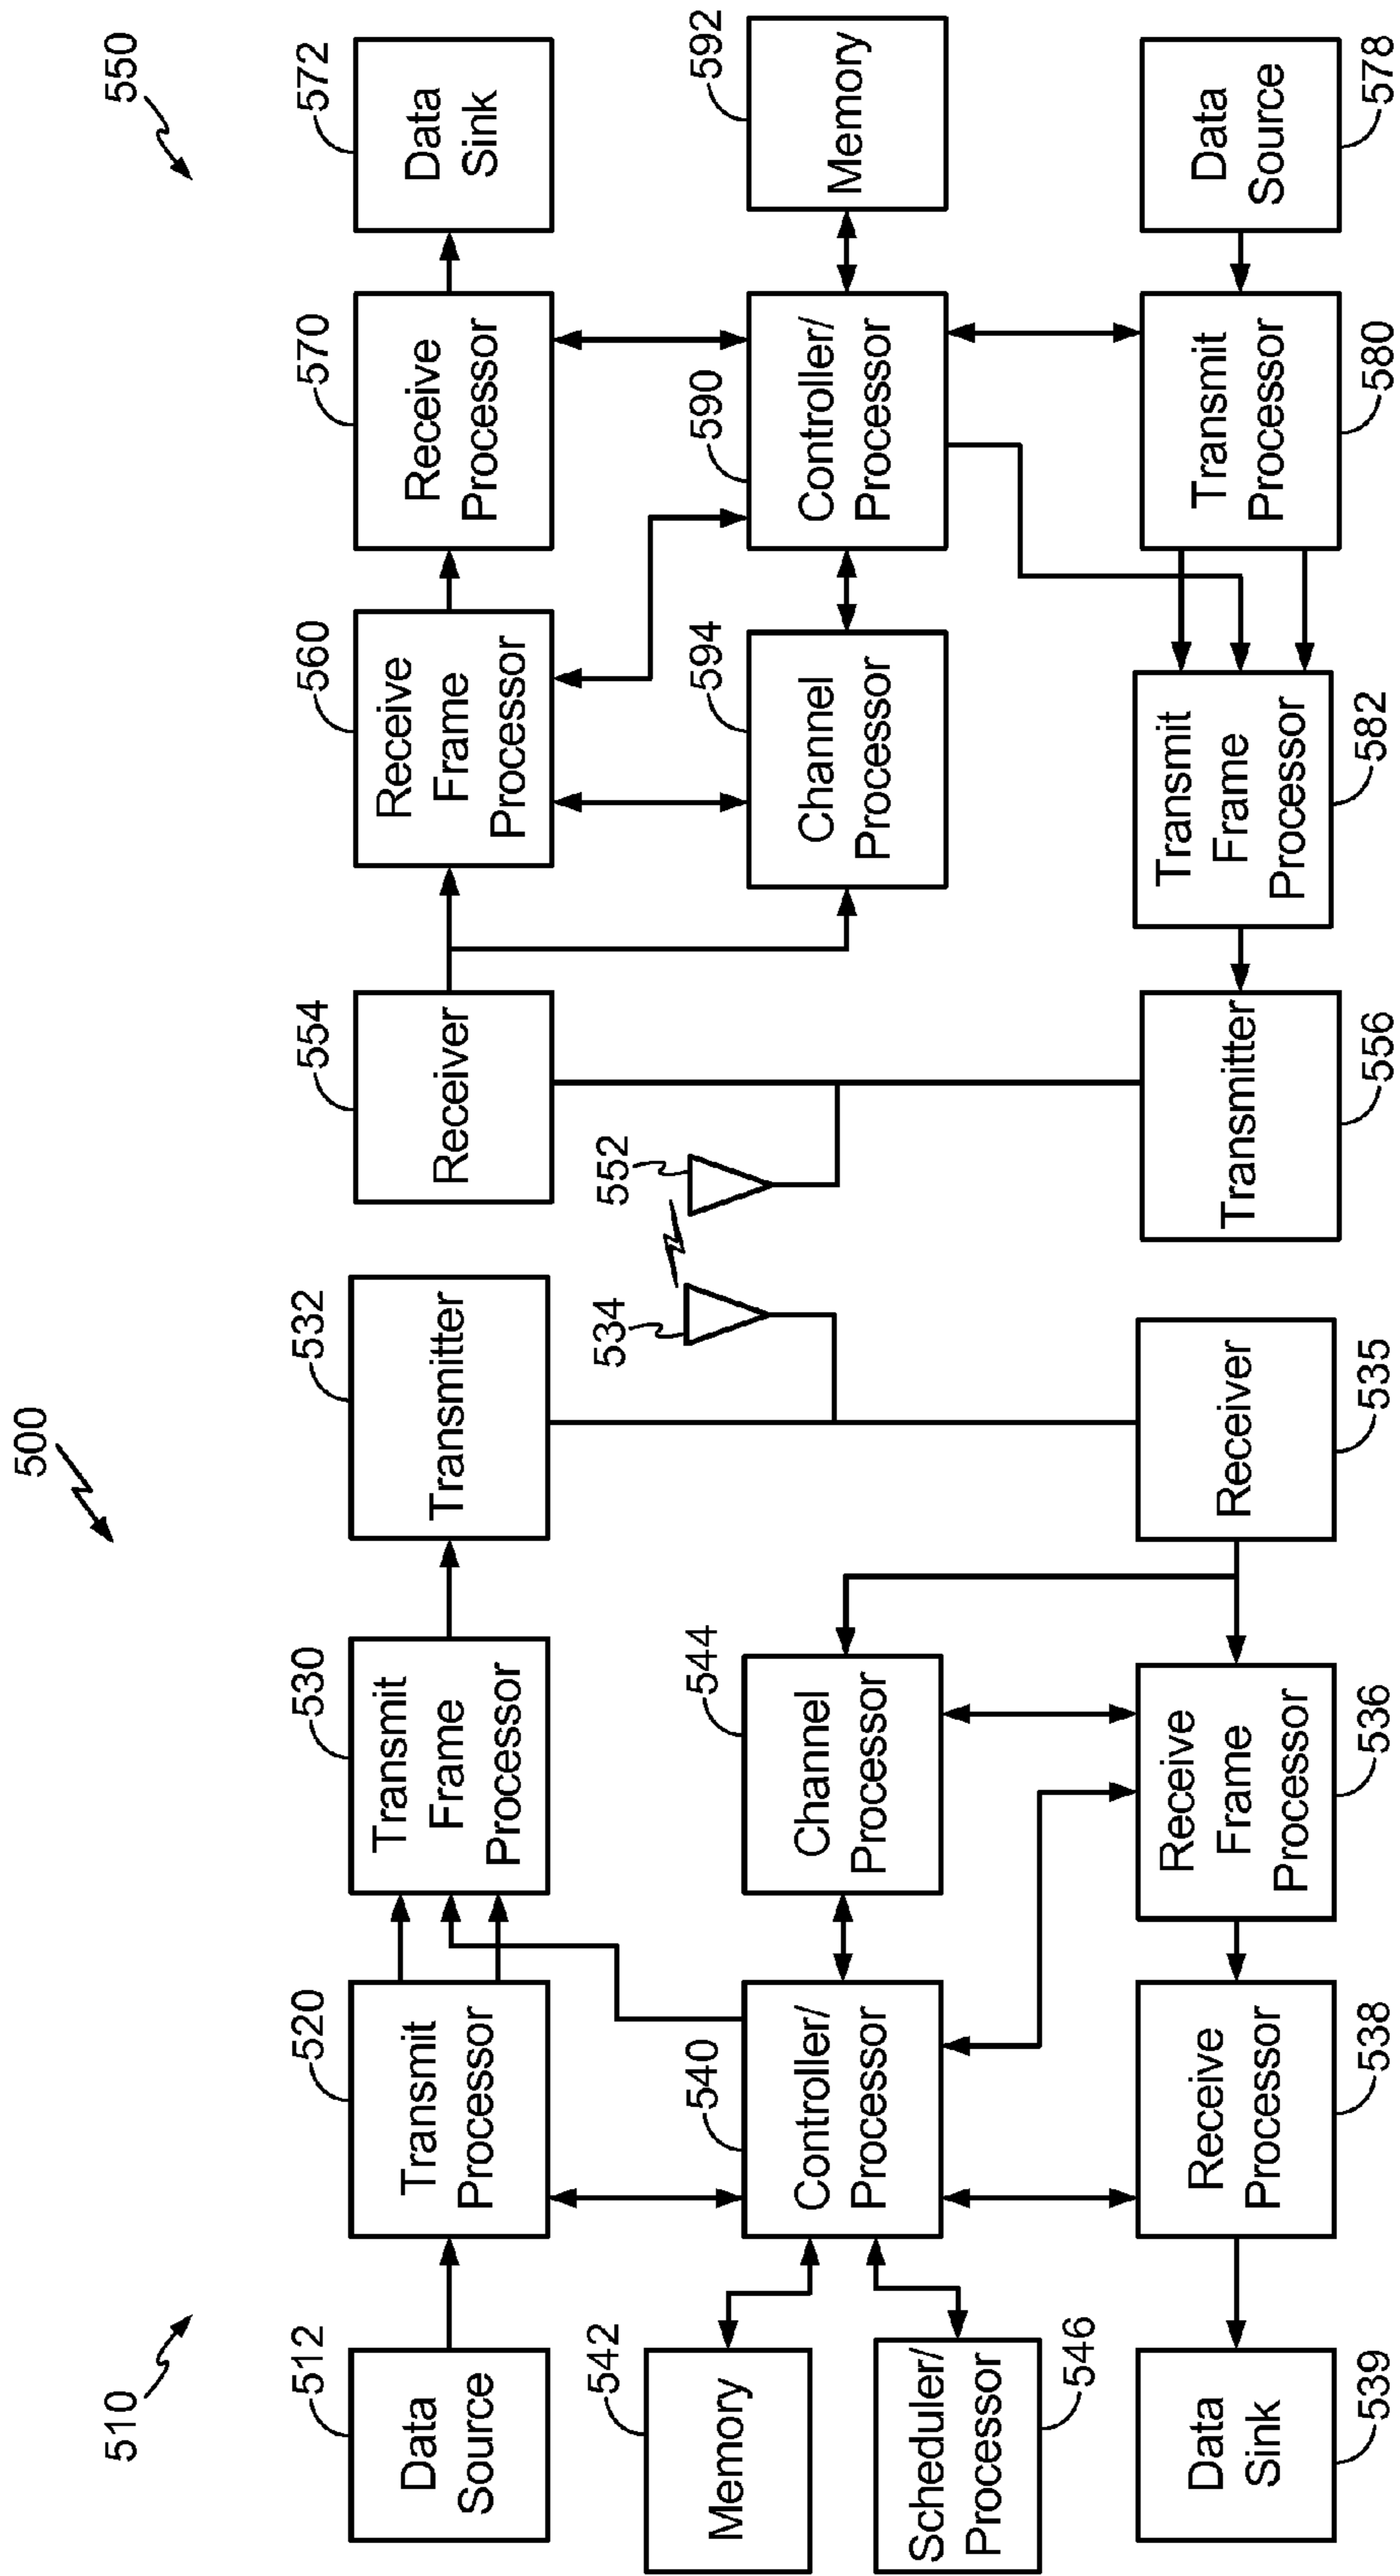 500
510
550
512
Data
Source
520
Transmit
Processor
530
Transmit
Frame
Processor
532
Transmitter
554
Receiver
560
Receive
Frame
Processor
570
Receive
Processor
572
Data
Sink
542
Memory
540
Controller/
Processor
544
Channel
Processor
534
552
594
Channel
Processor
590
Controller/
Processor
592
Memory
Scheduler/
Processor
546
Data
Sink
539
Receive
Processor
538
Receive
Frame
Processor
536
Receiver
535
Transmitter
556
Transmit
Frame
Processor
582
Transmit
Processor
580
Data
Source
578